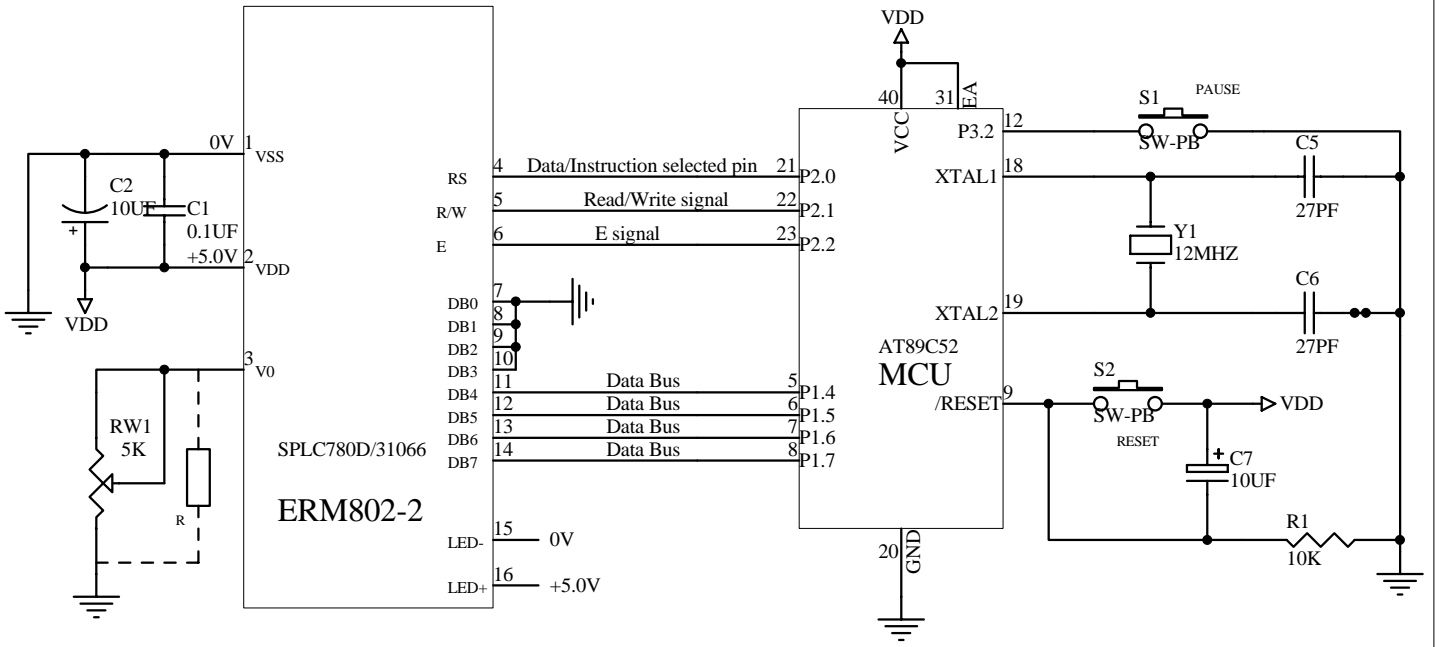 VDD
40
31
EA
VCC
S1
PAUSE
P3.2
12
SW-PB
0V
1
VSS
C2
10UF
C1
0.1UF
+5.0V
2
VDD
VDD
3
V0
RW1
5K
R
SPLC780D/31066
ERM802-2
RS
4
Data/Instruction selected pin
21
P2.0
R/W
5
Read/Write signal
22
P2.1
E
6
E signal
23
P2.2
DB0
7
DB1
8
DB2
9
DB3
10
DB4
11
Data Bus
5
P1.4
DB5
12
Data Bus
6
P1.5
DB6
13
Data Bus
7
P1.6
DB7
14
Data Bus
8
P1.7
LED-
15
0V
LED+
16
+5.0V
XTAL1
18
C5
27PF
Y1
12MHZ
XTAL2
19
C6
27PF
AT89C52
MCU
/RESET
9
S2
SW-PB
RESET
VDD
C7
+
10UF
R1
10K
20
GND
+